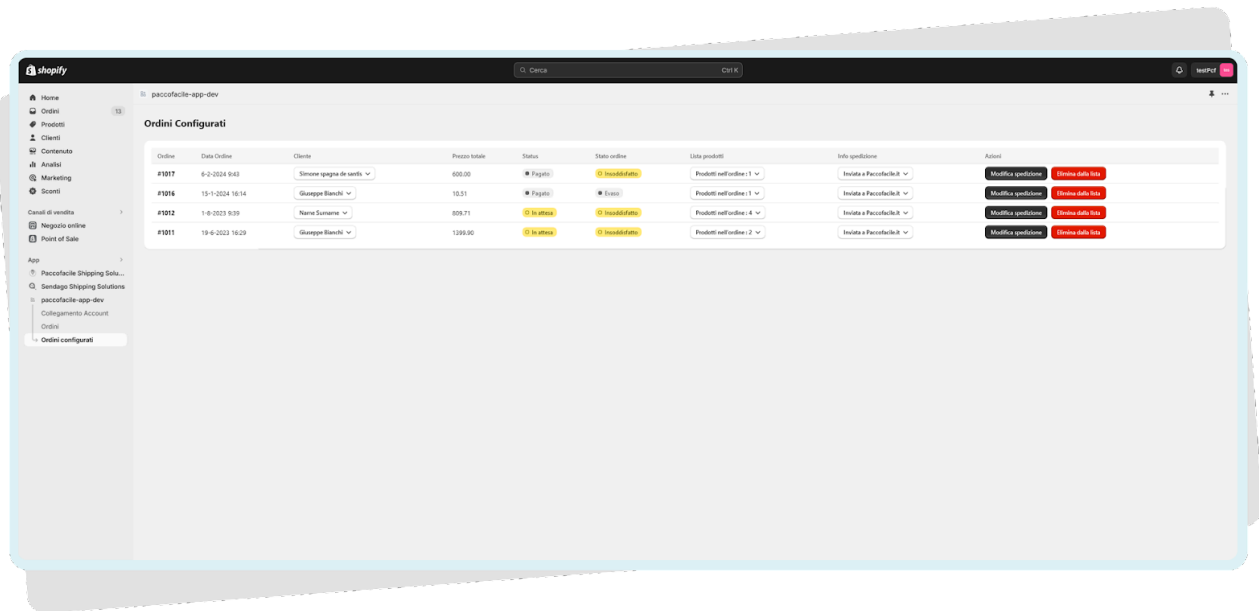 shopify
Cerca
Ctrl K
testPcf
Home
Ordini 13
Prodotti
Clienti
Contenuto
Analisi
Marketing
Sconti
Canali di vendita
Negozio online
Point of Sale
App
Paccofacile Shipping Solu...
Sendago Shipping Solutions
paccofacile-app-dev
Collegamento Account
Ordini
Ordini configurati
paccofacile-app-dev
Ordini Configurati
Ordine Data Ordine Cliente Prezzo totale Status Stato ordine Lista prodotti Info spedizione Azioni
#1017 6-2-2024 9:43 Simone spagna de santis 600.00 Pagato Insoddisfatto Prodotti nell'ordine : 1 Inviata a Paccofacile.it Modifica spedizione Elimina dalla lista
#1016 15-1-2024 16:14 Giuseppe Bianchi 10.51 Pagato Evaso Prodotti nell'ordine : 1 Inviata a Paccofacile.it Modifica spedizione Elimina dalla lista
#1012 1-8-2023 9:39 Name Surname 809.71 In attesa Insoddisfatto Prodotti nell'ordine : 4 Inviata a Paccofacile.it Modifica spedizione Elimina dalla lista
#1011 19-6-2023 16:29 Giuseppe Bianchi 1399.90 In attesa Insoddisfatto Prodotti nell'ordine : 2 Inviata a Paccofacile.it Modifica spedizione Elimina dalla lista